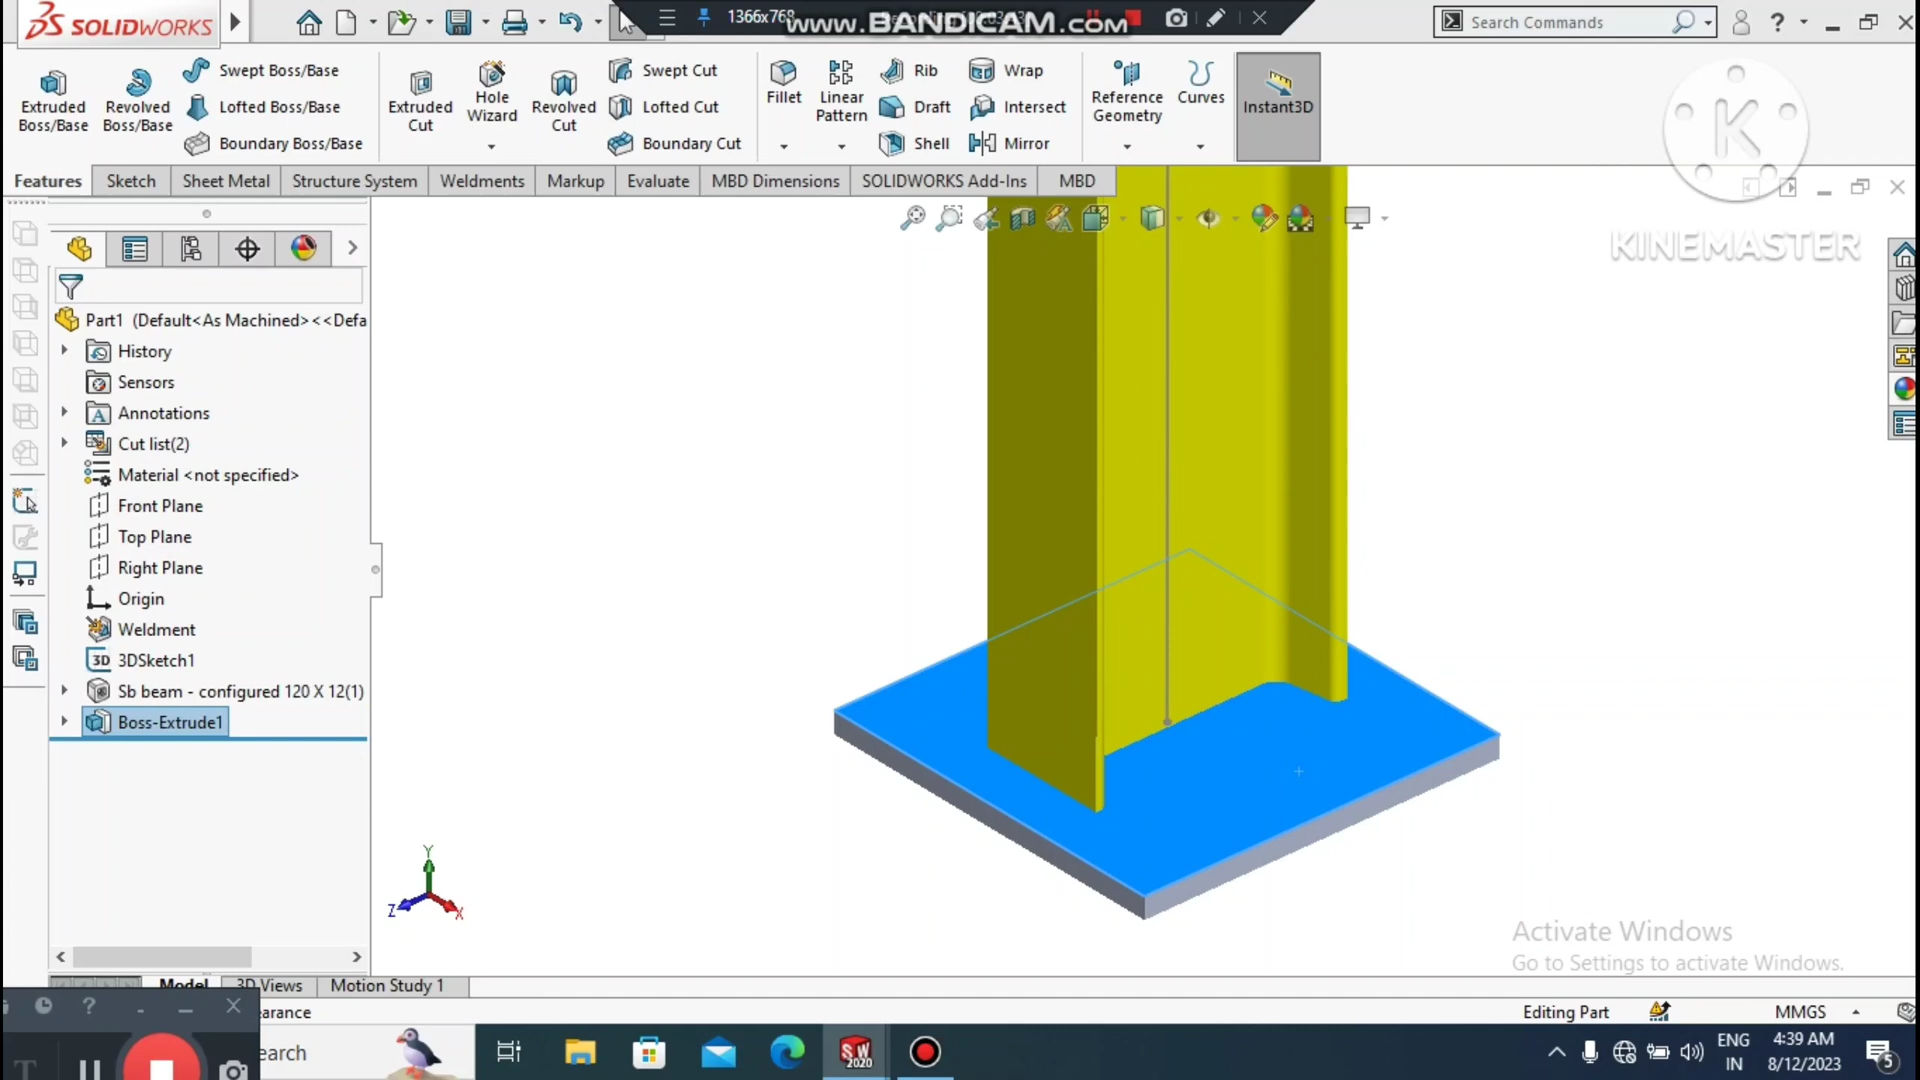 SOLIDWORKS
1366x768
www.BANDICAM.com
Search Commands
Extruded Boss/Base
Revolved Boss/Base
Swept Boss/Base
Lofted Boss/Base
Boundary Boss/Base
Extruded Cut
Hole Wizard
Revolved Cut
Swept Cut
Lofted Cut
Boundary Cut
Fillet
Linear Pattern
Rib
Draft
Shell
Wrap
Intersect
Mirror
Reference Geometry
Curves
Instant3D
K
KINEMASTER
Features
Sketch
Sheet Metal
Structure System
Weldments
Markup
Evaluate
MBD Dimensions
SOLIDWORKS Add-Ins
MBD
Part1 (Default<As Machined><<Defa
History
Sensors
Annotations
Cut list(2)
Material <not specified>
Front Plane
Top Plane
Right Plane
Origin
Weldment
3D 3DSketch1
Sb beam - configured 120 X 12(1)
Boss-Extrude1
Y
Z
X
Activate Windows
Go to Settings to activate Windows.
Model
3D Views
Motion Study 1
earance
Editing Part
MMGS
earch
SW 2020
ENG
IN
4:39 AM
8/12/2023
5